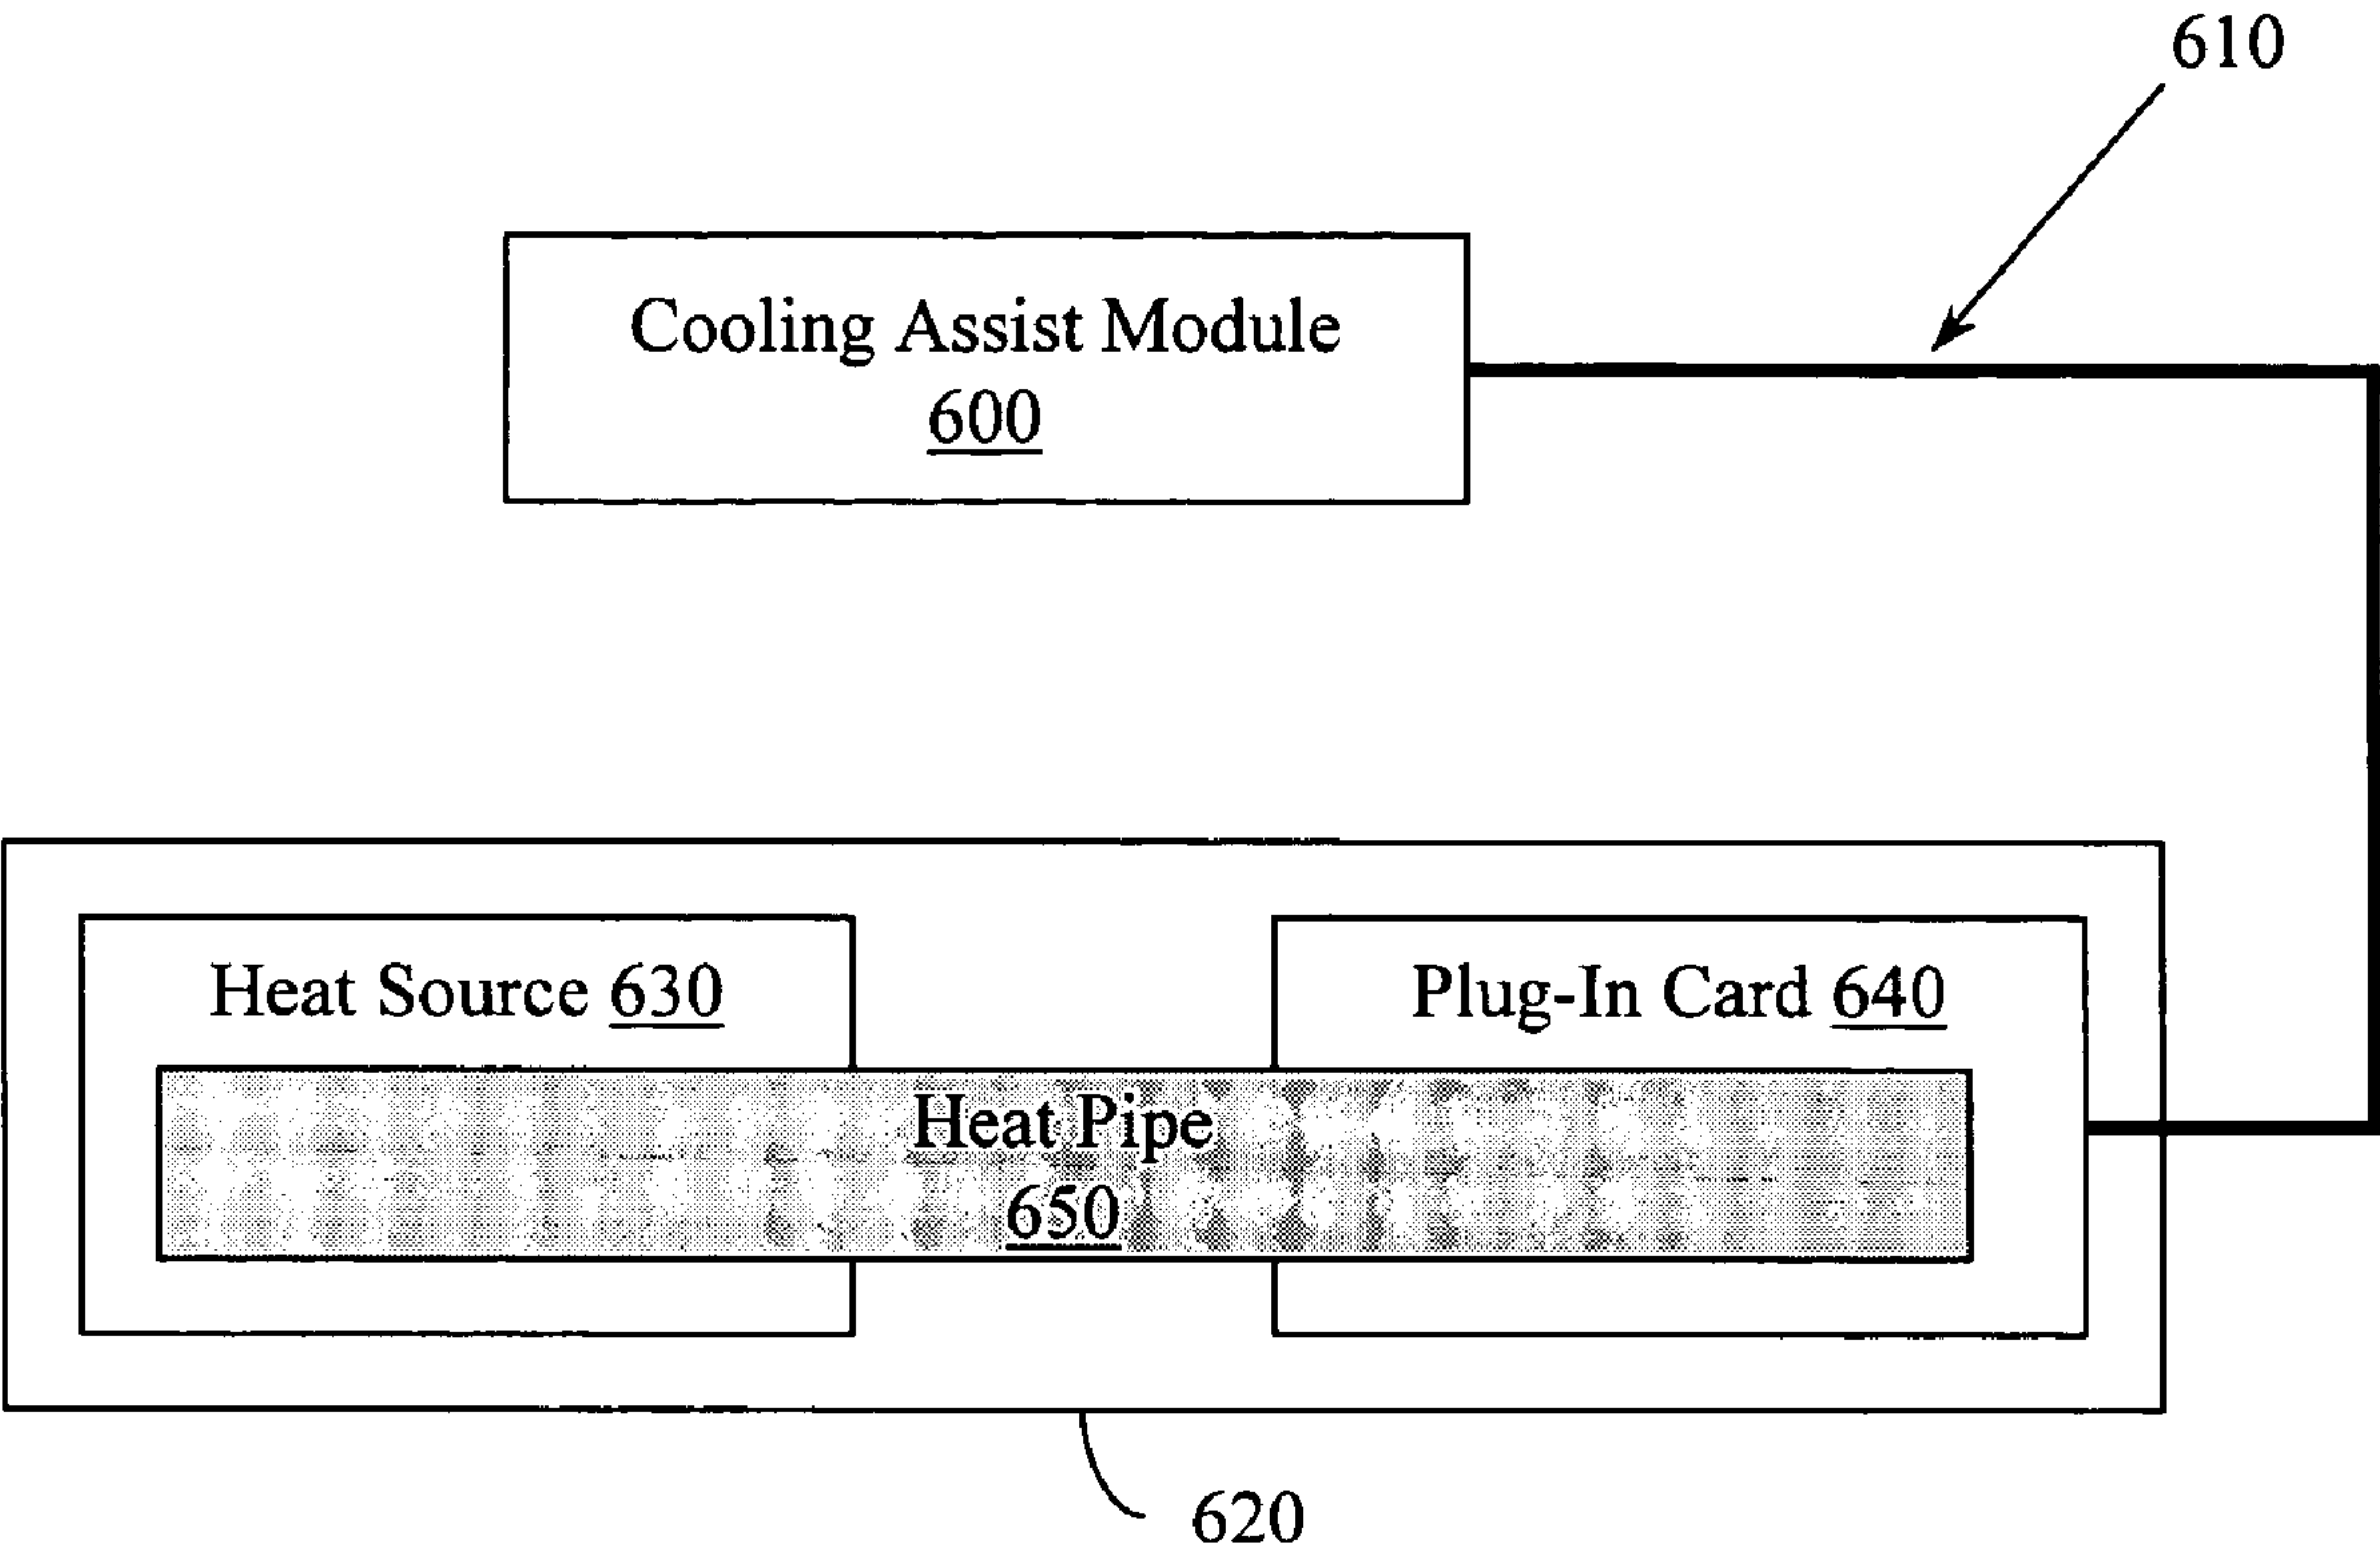 610
Cooling Assist Module
600
Heat Source 630
Plug-In Card 640
Heat Pipe
650
620